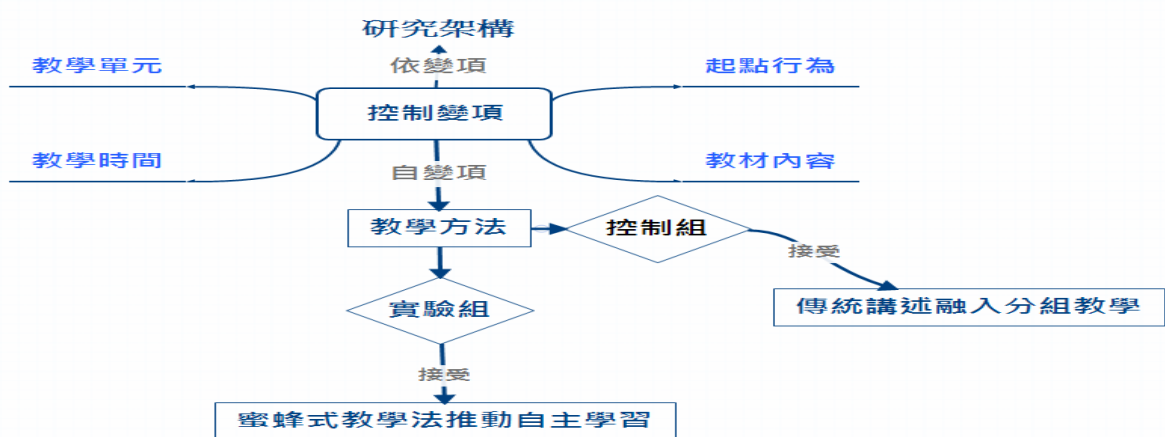 研究架構
教學單元
依變項
起點行為
控制變項
教學時間
自變項
教材內容
教學方法
控制組
接受
實驗組
傳統講述融入分組教學
接受
蜜蜂式教學法推動自主學習